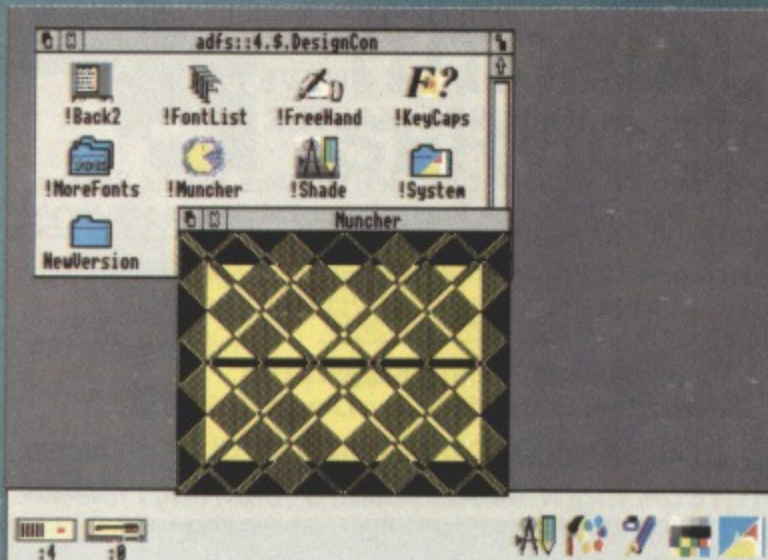 adfs::4.$.DesignCon
!Back2 !FontList !FreeHand !KeyCaps
!MoreFonts !Muncher !Shade !System
NewVersion
Muncher
:4 :0